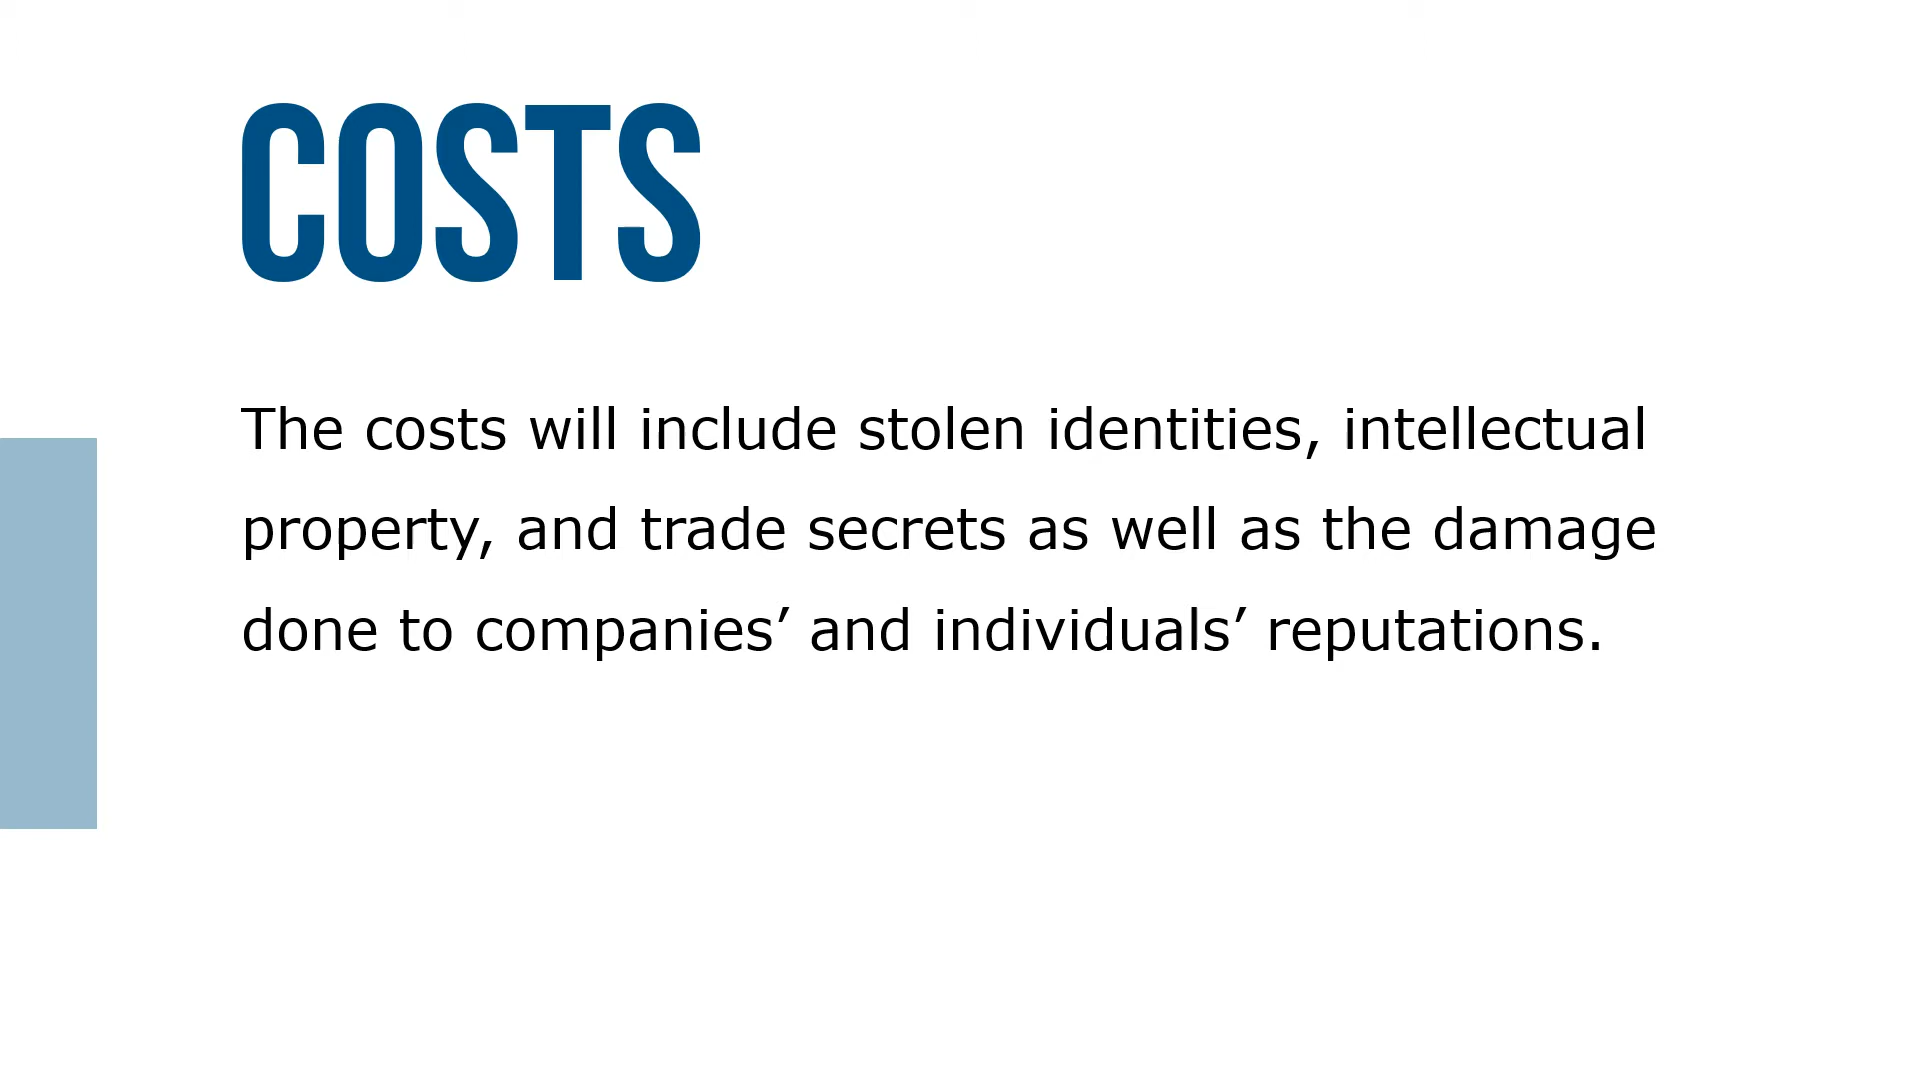 COSTS
The costs will include stolen identities, intellectual
property, and trade secrets as well as the damage
done to companies’ and individuals’ reputations.